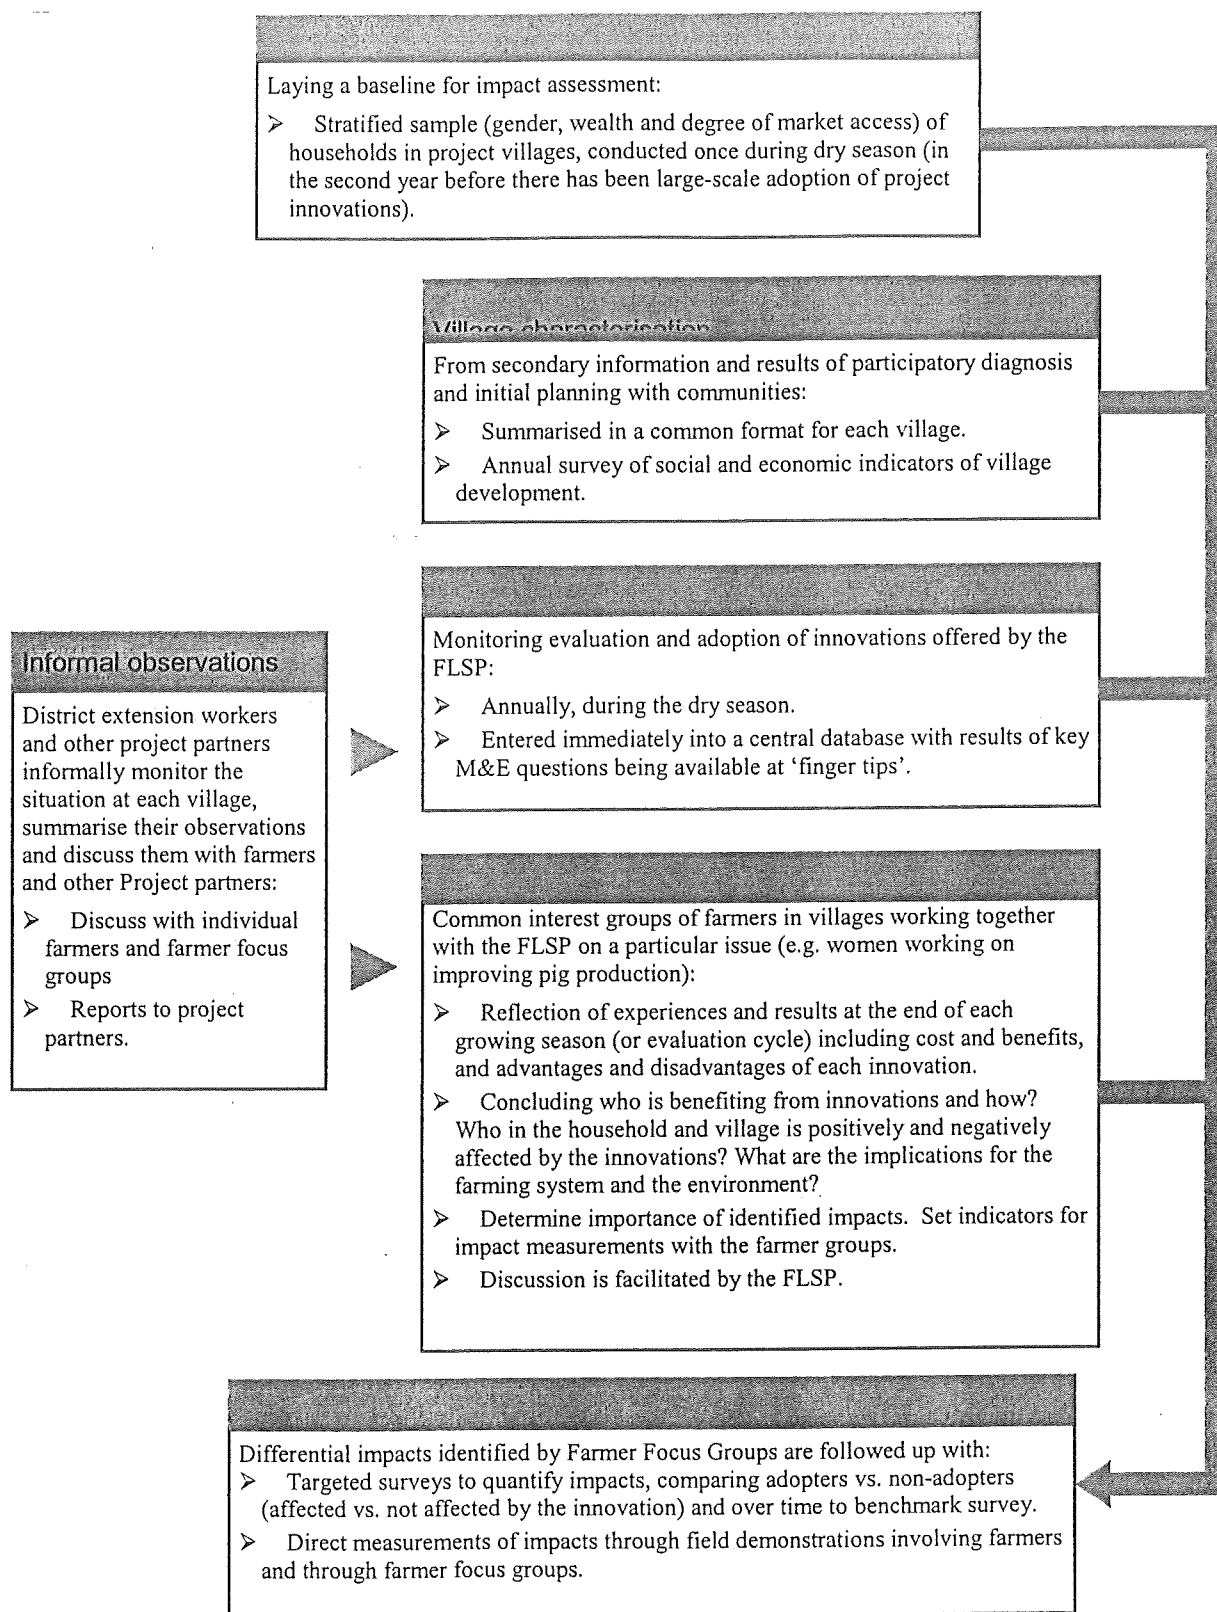 Laying a baseline for impact assessment:
➢ Stratified sample (gender, wealth and degree of market access) of
households in project villages, conducted once during dry season (in
the second year before there has been large-scale adoption of project
innovations).
Village characterisation
From secondary information and results of participatory diagnosis
and initial planning with communities:
➢ Summarised in a common format for each village.
➢ Annual survey of social and economic indicators of village
development.
Monitoring evaluation and adoption of innovations offered by the
FLSP:
➢ Annually, during the dry season.
➢ Entered immediately into a central database with results of key
M&E questions being available at ‘finger tips’.
Informal observations
District extension workers
and other project partners
informally monitor the
situation at each village,
summarise their observations
and discuss them with farmers
and other Project partners:
➢ Discuss with individual
farmers and farmer focus
groups
➢ Reports to project
partners.
Common interest groups of farmers in villages working together
with the FLSP on a particular issue (e.g. women working on
improving pig production):
➢ Reflection of experiences and results at the end of each
growing season (or evaluation cycle) including cost and benefits,
and advantages and disadvantages of each innovation.
➢ Concluding who is benefiting from innovations and how?
Who in the household and village is positively and negatively
affected by the innovations? What are the implications for the
farming system and the environment?
➢ Determine importance of identified impacts. Set indicators for
impact measurements with the farmer groups.
➢ Discussion is facilitated by the FLSP.
Differential impacts identified by Farmer Focus Groups are followed up with:
➢ Targeted surveys to quantify impacts, comparing adopters vs. non-adopters
(affected vs. not affected by the innovation) and over time to benchmark survey.
➢ Direct measurements of impacts through field demonstrations involving farmers
and through farmer focus groups.